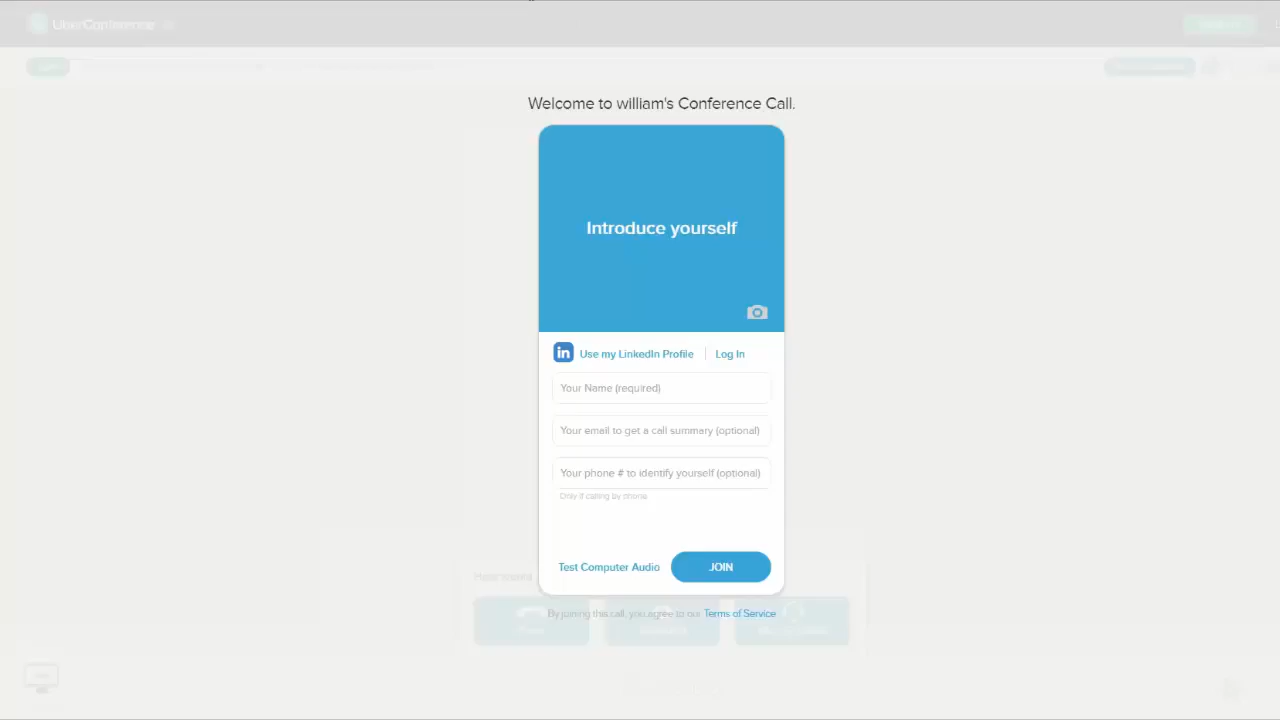 UberConference
Welcome to william's Conference Call.
Introduce yourself
in Use my LinkedIn Profile | Log In
Your Name (required)
Your email to get a call summary (optional)
Your phone # to identify yourself (optional)
Only if calling by phone
Test Computer Audio JOIN
By joining this call, you agree to our Terms of Service